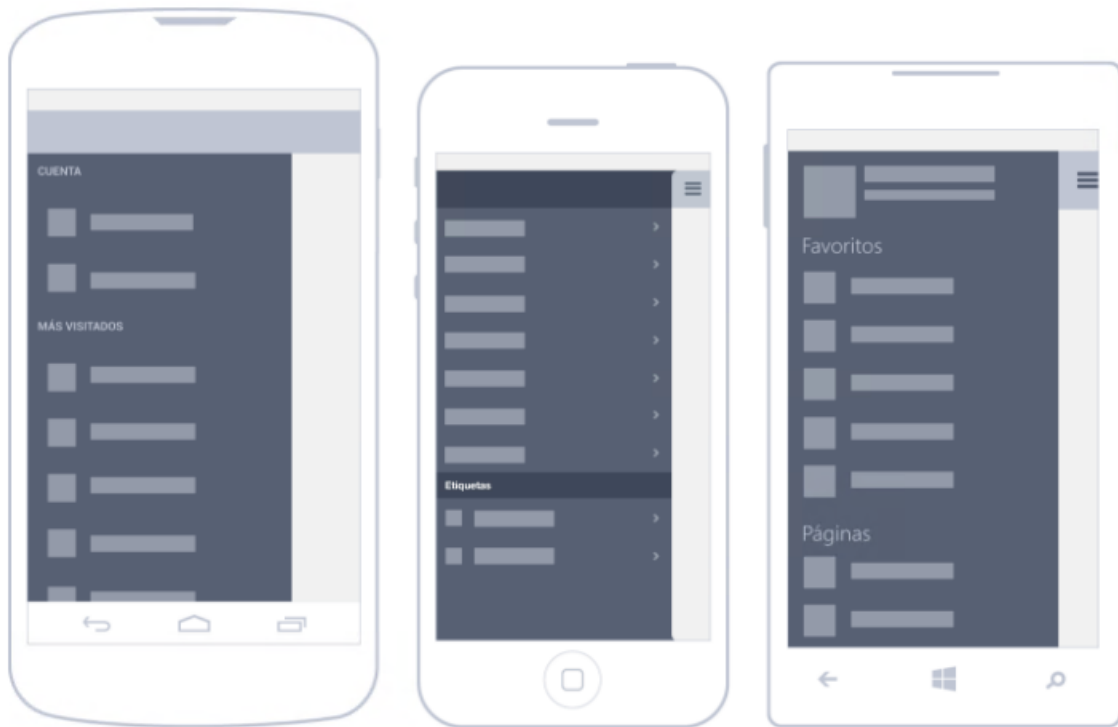 CUENTA
MÁS VISITADOS
Etiquetas
Favoritos
Páginas